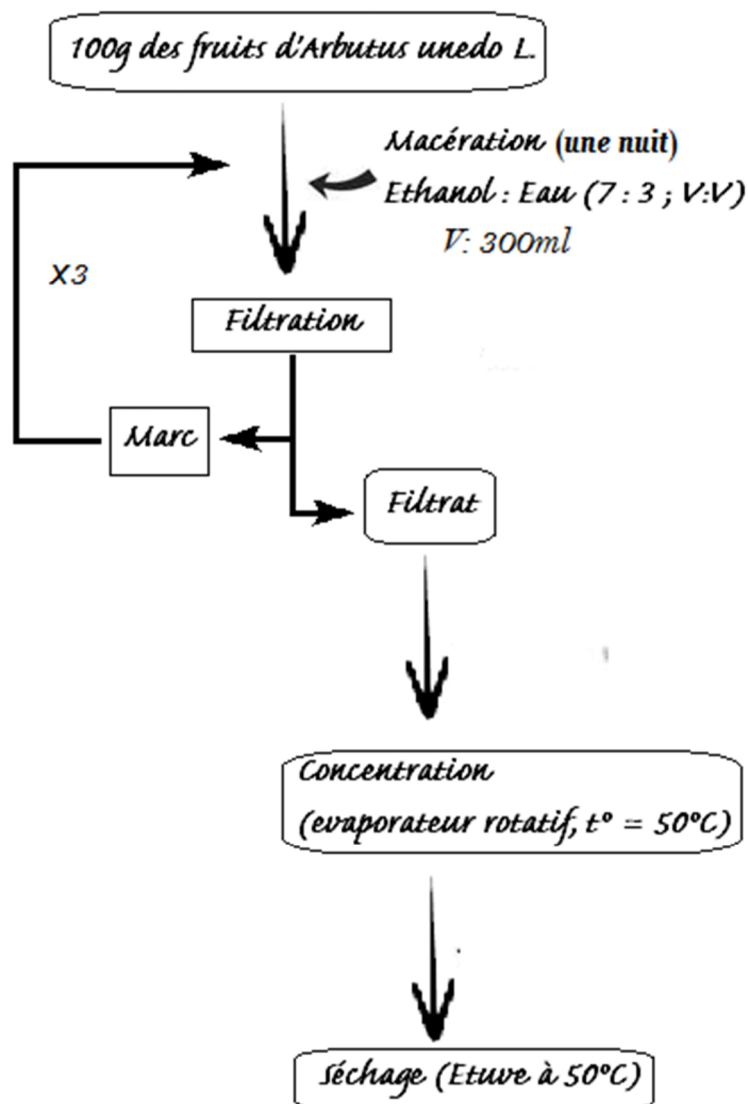 100g des fruits d'Arbutus unedo L.
Macération (une nuit)
Ethanol : Eau (7 : 3 ; V:V)
V: 300ml
X3
Filtration
Marc
Filtrat
Concentration
(evaporateur rotatif, t° = 50°C)
Séchage (Etuve à 50°C)